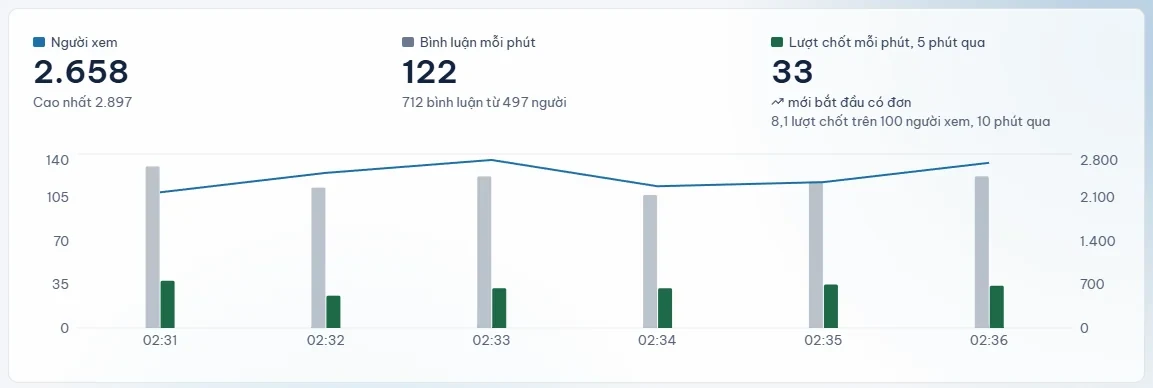 Người xem
2.658
Cao nhất 2.897
Bình luận mỗi phút
122
712 bình luận từ 497 người
Lượt chốt mỗi phút, 5 phút qua
33
mới bắt đầu có đơn
8,1 lượt chốt trên 100 người xem, 10 phút qua
140
105
70
35
0
2.800
2.100
1.400
700
0
02:31
02:32
02:33
02:34
02:35
02:36